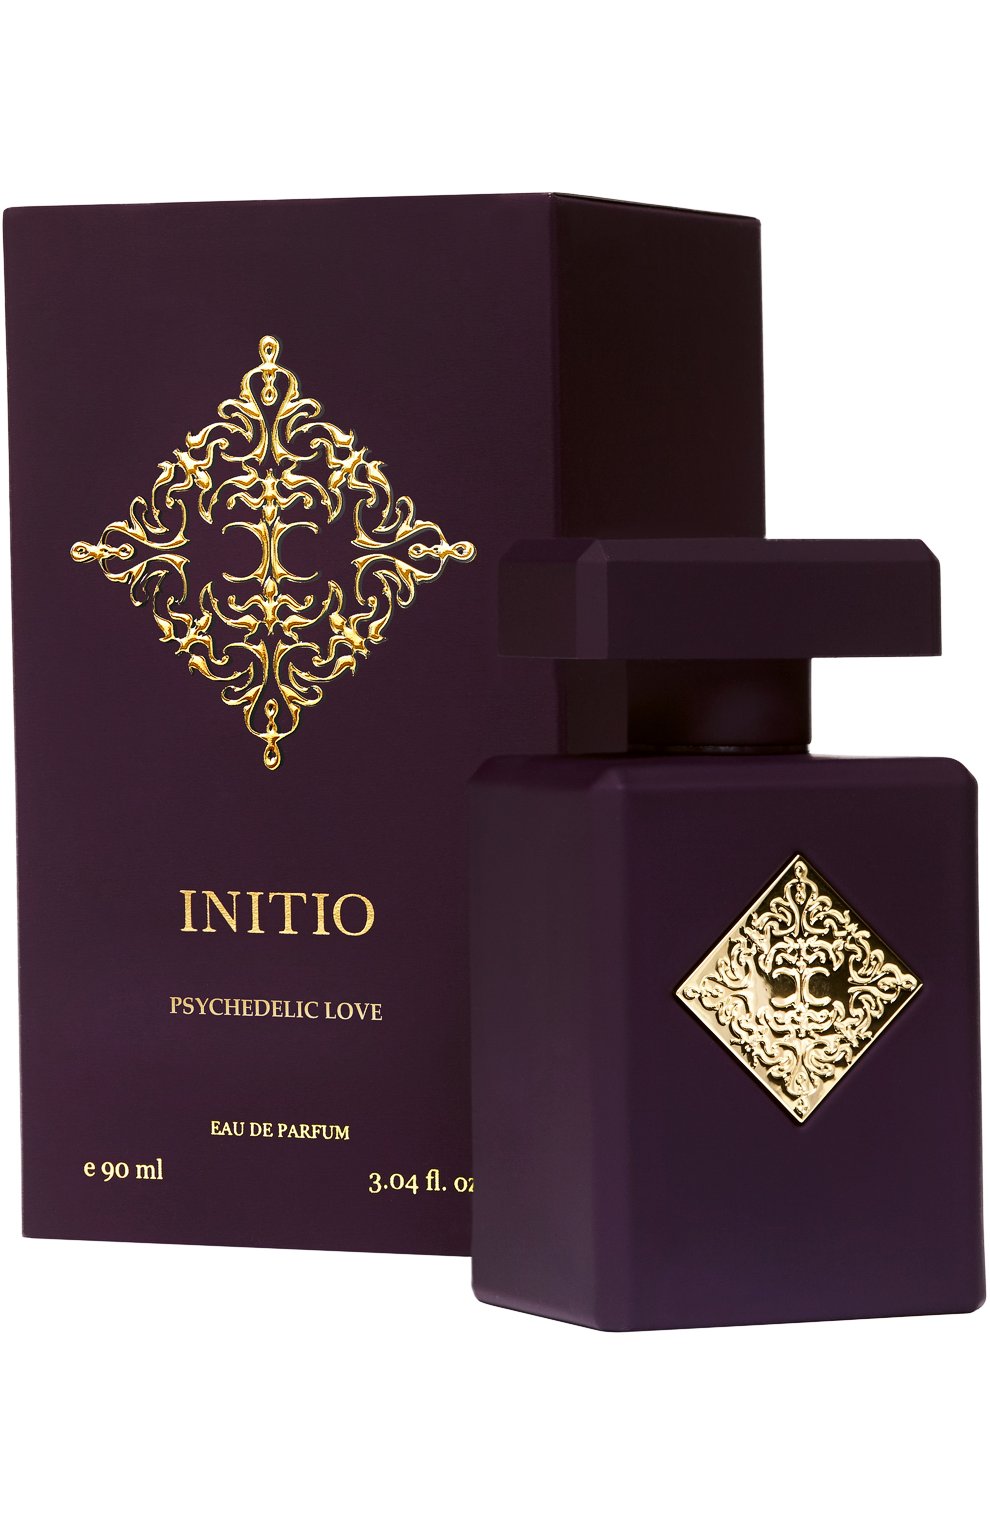 INITIO
PSYCHEDELIC LOVE
EAU DE PARFUM
e 90 ml
3.04 fl. oz